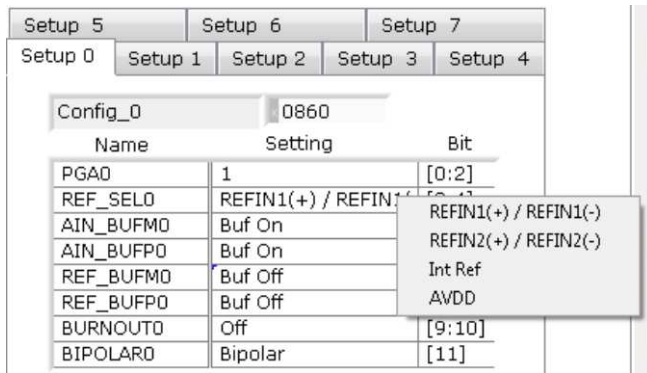 Setup 5 Setup 6 Setup 7
Setup 0 Setup 1 Setup 2 Setup 3 Setup 4
Config_0 x 0860
Name Setting Bit
PGA0 1 [0:2]
REF_SEL0 REFIN1(+) / REFIN1(
AIN_BUFM0 Buf On
AIN_BUFP0 Buf On
REF_BUFM0 Buf Off
REF_BUFP0 Buf Off
BURNOUT0 Off [9:10]
BIPOLAR0 Bipolar [11]
REFIN1(+) / REFIN1(-)
REFIN2(+) / REFIN2(-)
Int Ref
AVDD